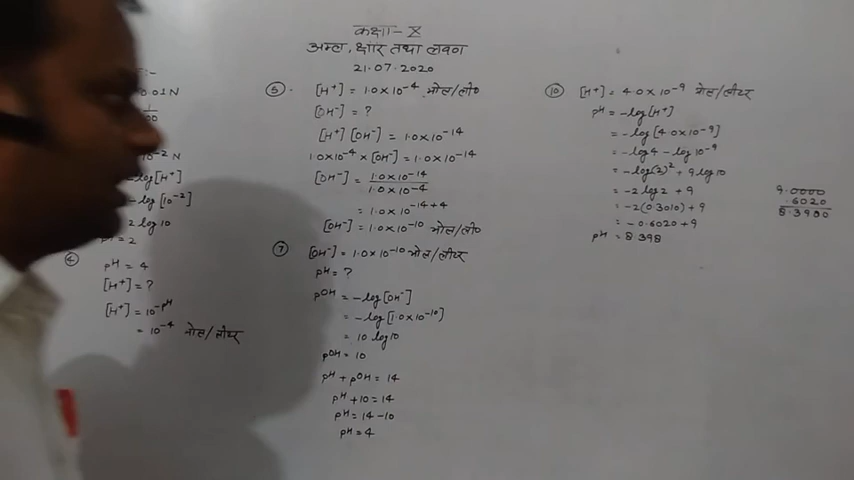 कक्षा - X
अम्ल, क्षार तथा लवण
21.07.2020
0.01 N
10⁻² N
-log[H⁺]
-log [10⁻²]
2 log 10
pH = 2
④ pH = 4
[H⁺] = ?
[H⁺] = 10^-pH
= 10⁻⁴ मोल/लीटर
⑤ [H⁺] = 1.0×10⁻⁴ मोल/ली०
[OH⁻] = ?
[H⁺][OH⁻] = 1.0×10⁻¹⁴
1.0×10⁻⁴ × [OH⁻] = 1.0×10⁻¹⁴
[OH⁻] = 1.0×10⁻¹⁴ / 1.0×10⁻⁴
= 1.0×10⁻¹⁴⁺⁴
[OH⁻] = 1.0×10⁻¹⁰ मोल/ली०
⑦ [OH⁻] = 1.0×10⁻¹⁰ मोल/लीटर
pH = ?
pOH = -log[OH⁻]
= -log[1.0×10⁻¹⁰]
= 10 log 10
pOH = 10
pH + pOH = 14
pH + 10 = 14
pH = 14 - 10
pH = 4
⑩ [H⁺] = 4.0×10⁻⁹ मोल/लीटर
pH = -log[H⁺]
= -log[4.0×10⁻⁹]
= -log4 - log 10⁻⁹
= -log(2)² + 9 log 10
= -2 log 2 + 9
= -2(0.3010) + 9
= -0.6020 + 9
pH = 8.398
9.0000
.6020
8.3980